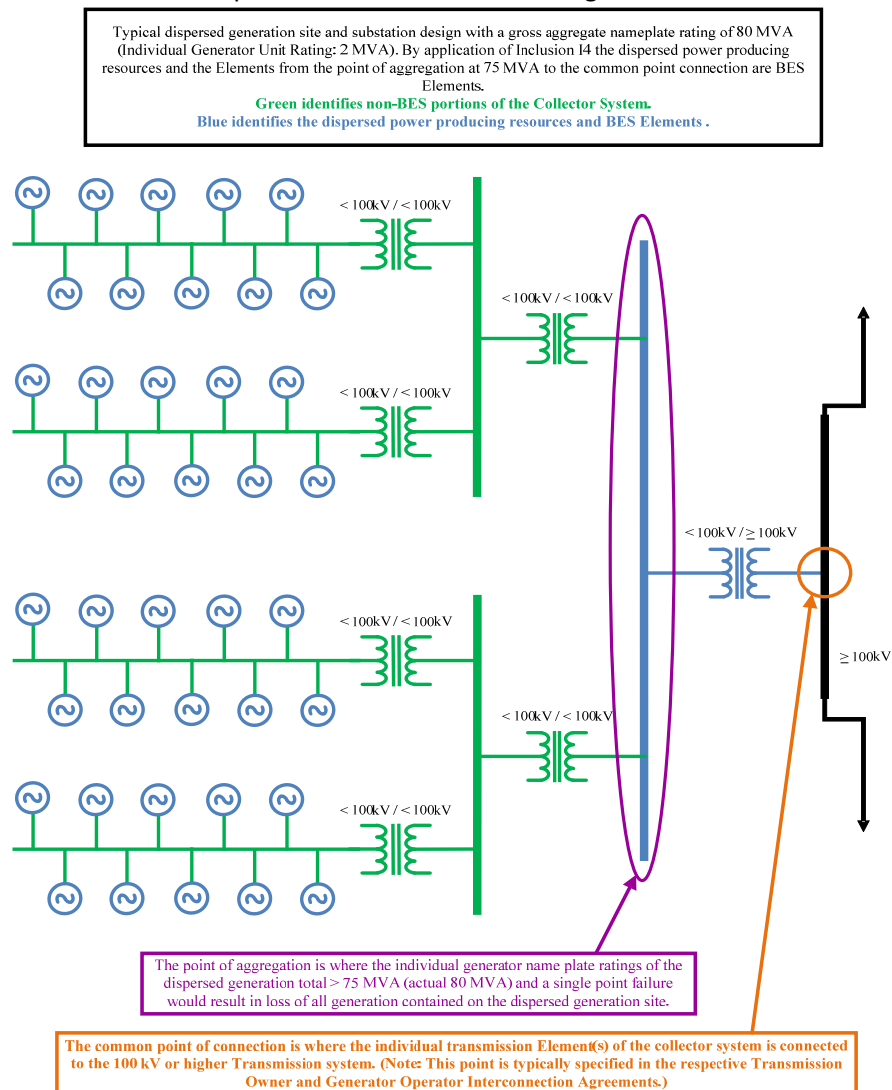 Typical dispersed generation site and substation design with a gross aggregate nameplate rating of 80 MVA
(Individual Generator Unit Rating: 2 MVA). By application of Inclusion I4 the dispersed power producing
resources and the Elements from the point of aggregation at 75 MVA to the common point connection are BES
Elements.
Green identifies non-BES portions of the Collector System.
Blue identifies the dispersed power producing resources and BES Elements .
< 100kV / < 100kV
< 100kV / < 100kV
< 100kV / < 100kV
< 100kV / ≥ 100kV
< 100kV / < 100kV
≥ 100kV
< 100kV / < 100kV
< 100kV / < 100kV
The point of aggregation is where the individual generator name plate ratings of the
dispersed generation total > 75 MVA (actual 80 MVA) and a single point failure
would result in loss of all generation contained on the dispersed generation site.
The common point of connection is where the individual transmission Element(s) of the collector system is connected
to the 100 kV or higher Transmission system. (Note: This point is typically specified in the respective Transmission
Owner and Generator Operator Interconnection Agreements.)